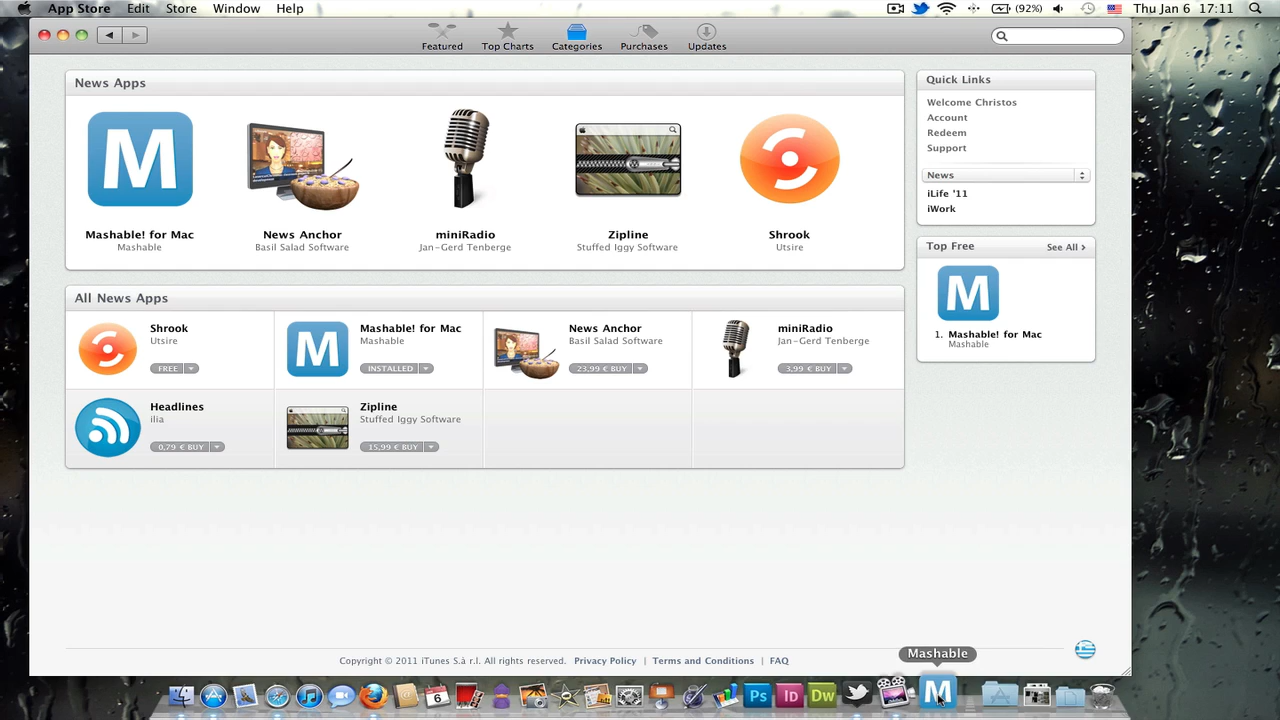 App Store Edit Store Window Help (92%) Thu Jan 6 17:11
Featured Top Charts Categories Purchases Updates
News Apps
M
Mashable! for Mac
Mashable
News Anchor
Basil Salad Software
miniRadio
Jan-Gerd Tenberge
Zipline
Stuffed Iggy Software
Shrook
Utsire
All News Apps
Shrook
Utsire
FREE
M
Mashable! for Mac
Mashable
INSTALLED
News Anchor
Basil Salad Software
23,99 € BUY
miniRadio
Jan-Gerd Tenberge
3,99 € BUY
Headlines
ilia
0,79 € BUY
Zipline
Stuffed Iggy Software
15,99 € BUY
Quick Links
Welcome Christos
Account
Redeem
Support
News
iLife '11
iWork
Top Free See All >
M
1. Mashable! for Mac
Mashable
Copyright © 2011 iTunes S.à r.l. All rights reserved. Privacy Policy | Terms and Conditions | FAQ
Mashable
6 Ps Id Dw M